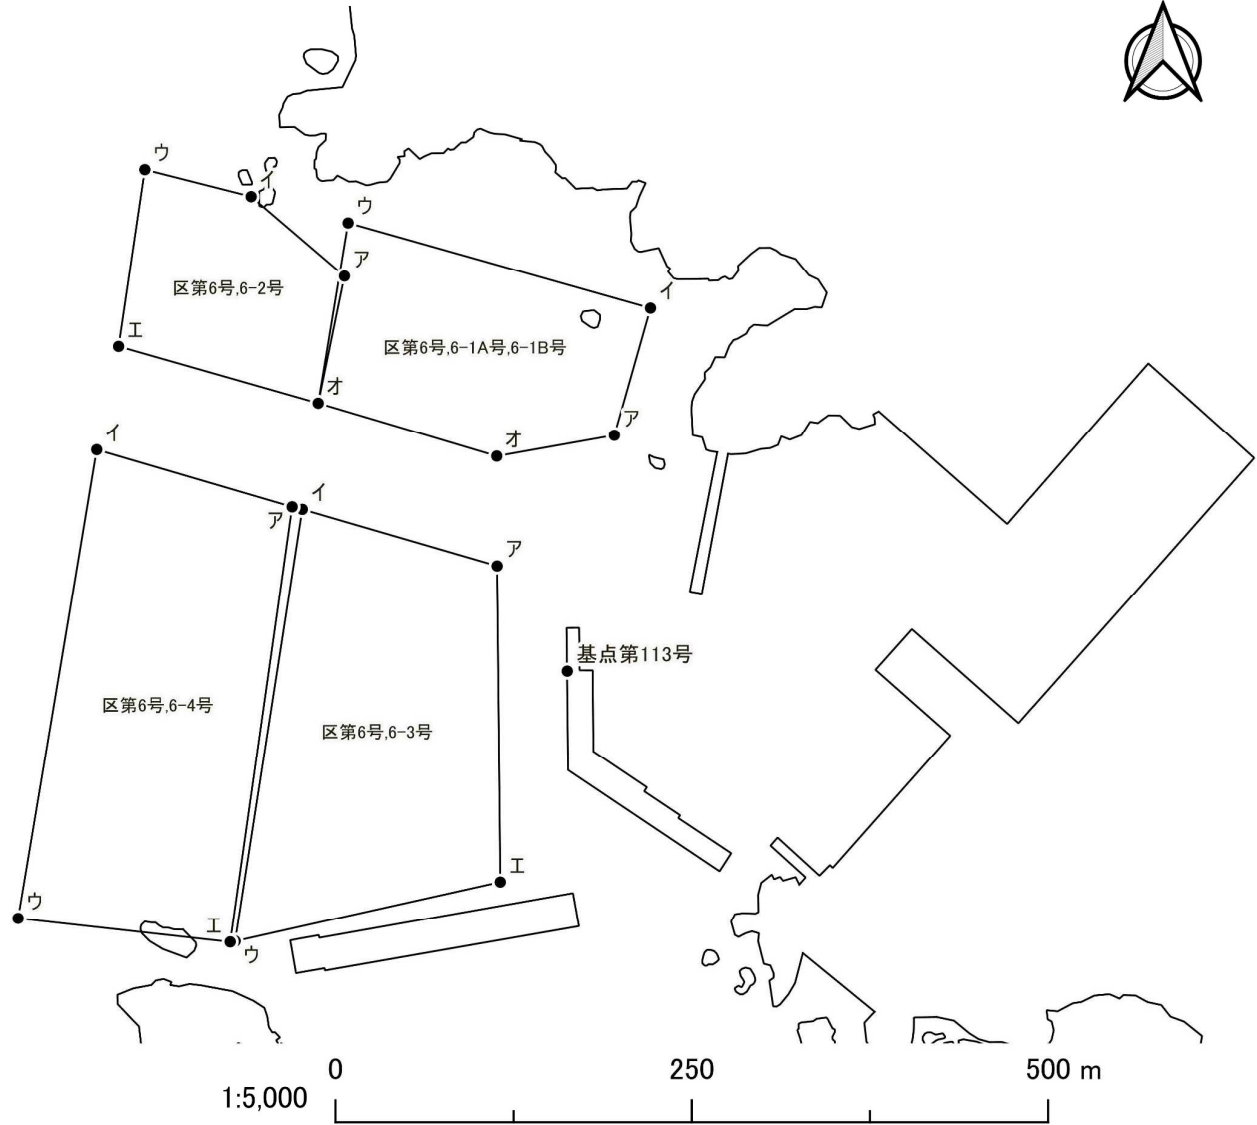 ウ
イ
ウ
ア
区第6号,6-2号
イ
エ
区第6号,6-1A号,6-1B号
オ
ア
オ
イ
イ
ア
ア
基点第113号
区第6号,6-4号
区第6号,6-3号
エ
ウ
エ
ウ
0 250 500 m
1:5,000